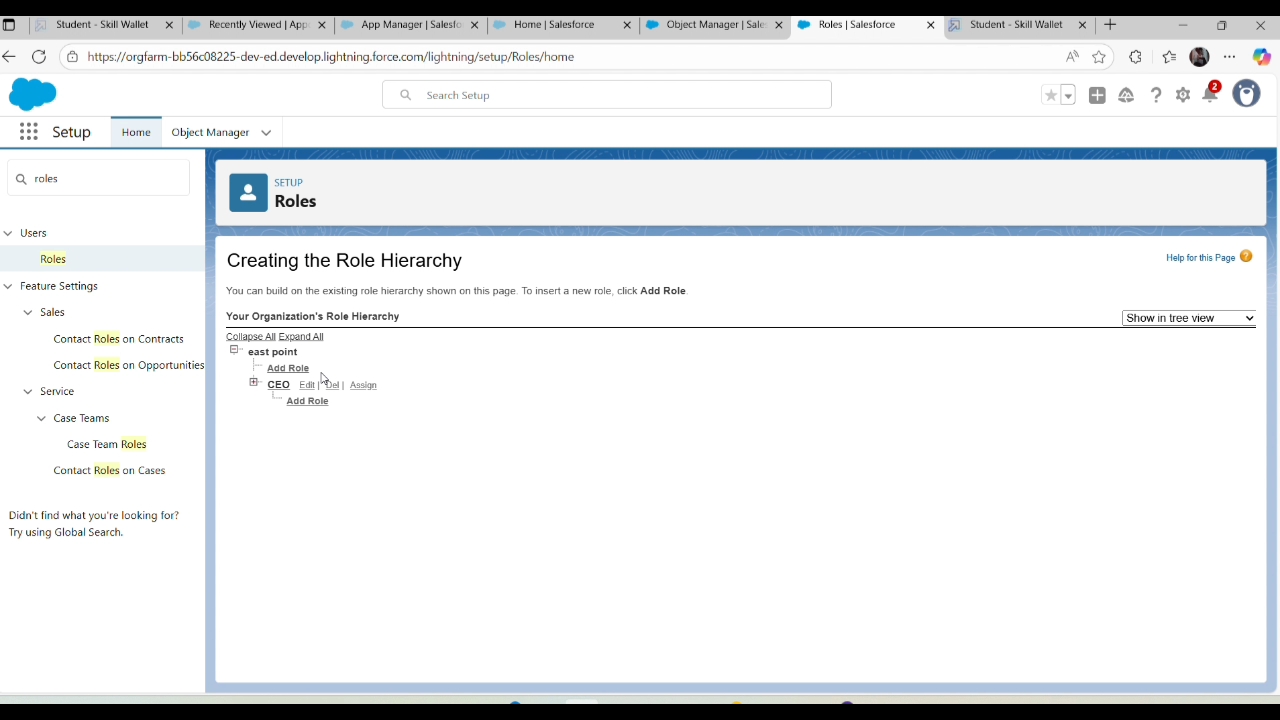 Student - Skill Wallet
Recently Viewed | App
App Manager | Salesfo
Home | Salesforce
Object Manager | Sale
Roles | Salesforce
Student - Skill Wallet
https://orgfarm-bb56c08225-dev-ed.develop.lightning.force.com/lightning/setup/Roles/home
Search Setup
2
Setup
Home
Object Manager
roles
SETUP
Roles
Users
Roles
Feature Settings
Sales
Contact Roles on Contracts
Contact Roles on Opportunities
Service
Case Teams
Case Team Roles
Contact Roles on Cases
Didn't find what you're looking for?
Try using Global Search.
Creating the Role Hierarchy
Help for this Page
You can build on the existing role hierarchy shown on this page. To insert a new role, click Add Role.
Your Organization's Role Hierarchy
Show in tree view
Collapse All Expand All
east point
Add Role
CEO Edit | Del | Assign
Add Role